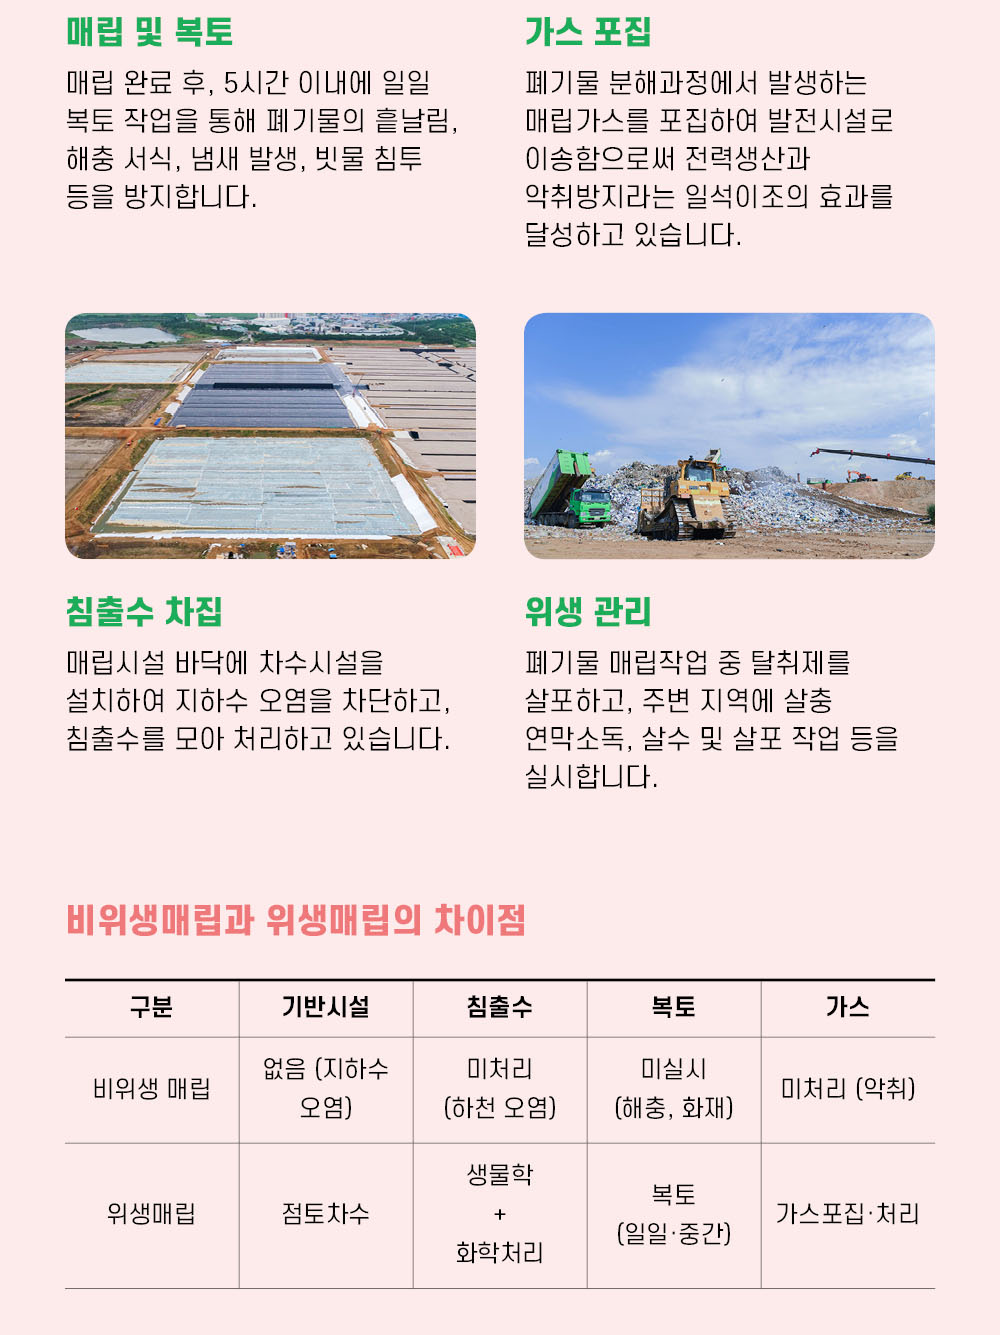 매립 및 복토
매립 완료 후, 5시간 이내에 일일
복토 작업을 통해 폐기물의 흩날림,
해충 서식, 냄새 발생, 빗물 침투
등을 방지합니다.
가스 포집
폐기물 분해과정에서 발생하는
매립가스를 포집하여 발전시설로
이송함으로써 전력생산과
악취방지라는 일석이조의 효과를
달성하고 있습니다.
침출수 차집
매립시설 바닥에 차수시설을
설치하여 지하수 오염을 차단하고,
침출수를 모아 처리하고 있습니다.
위생 관리
폐기물 매립작업 중 탈취제를
살포하고, 주변 지역에 살충
연막소독, 살수 및 살포 작업 등을
실시합니다.
비위생매립과 위생매립의 차이점
구분 기반시설 침출수 복토 가스
비위생 매립
없음 (지하수
오염)
미처리
(하천 오염)
미실시
(해충, 화재)
미처리 (악취)
위생매립
점토차수
생물학
+
화학처리
복토
(일일·중간)
가스포집·처리